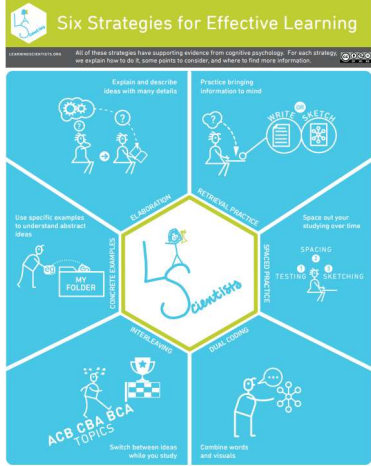 Six Strategies for Effective Learning
LEARNINGSCIENTISTS.ORG
All of these strategies have supporting evidence from cognitive psychology. For each strategy,
we explain how to do it, some points to consider, and where to find more information.
Explain and describe
ideas with many details
Practice bringing
information to mind
WRITE
OR
SKETCH
ELABORATION
RETRIEVAL PRACTICE
Use specific examples
to understand abstract
ideas
MY
FOLDER
CONCRETE EXAMPLES
Scientists
SPACED PRACTICE
Space out your
studying over time
SPACING
2
1
3
TESTING
SKETCHING
INTERLEAVING
DUAL CODING
ACB CBA BCA
TOPICS
Switch between ideas
while you study
Combine words
and visuals